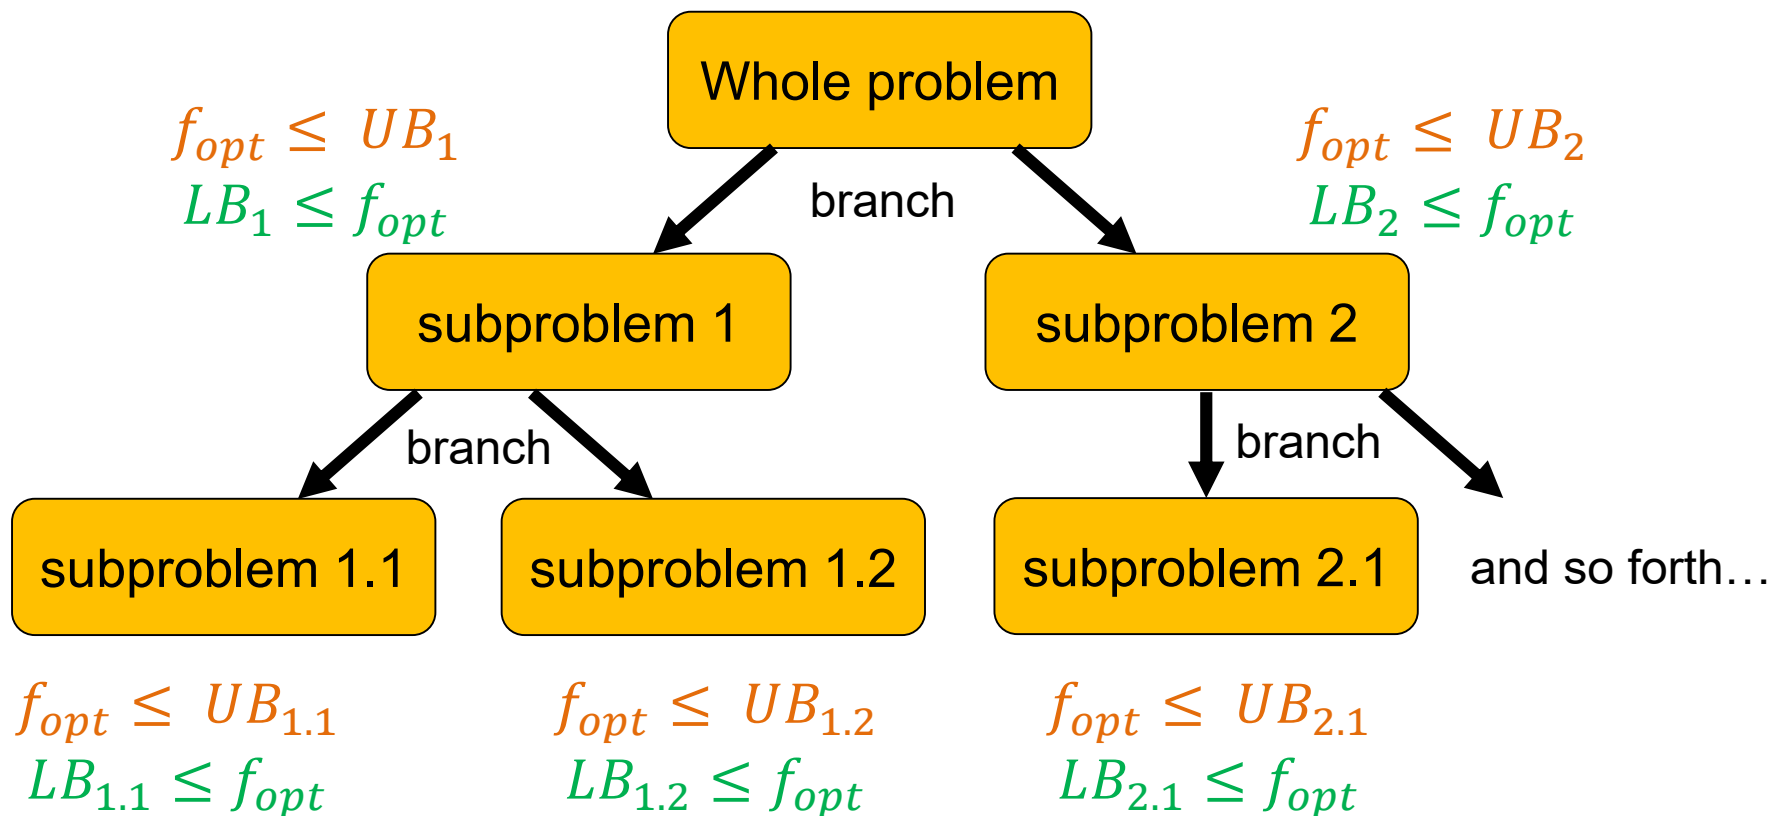 Whole problem
f_opt ≤ UB_1
LB_1 ≤ f_opt
branch
f_opt ≤ UB_2
LB_2 ≤ f_opt
subproblem 1
subproblem 2
branch
branch
subproblem 1.1
subproblem 1.2
subproblem 2.1
and so forth…
f_opt ≤ UB_1.1
LB_1.1 ≤ f_opt
f_opt ≤ UB_1.2
LB_1.2 ≤ f_opt
f_opt ≤ UB_2.1
LB_2.1 ≤ f_opt